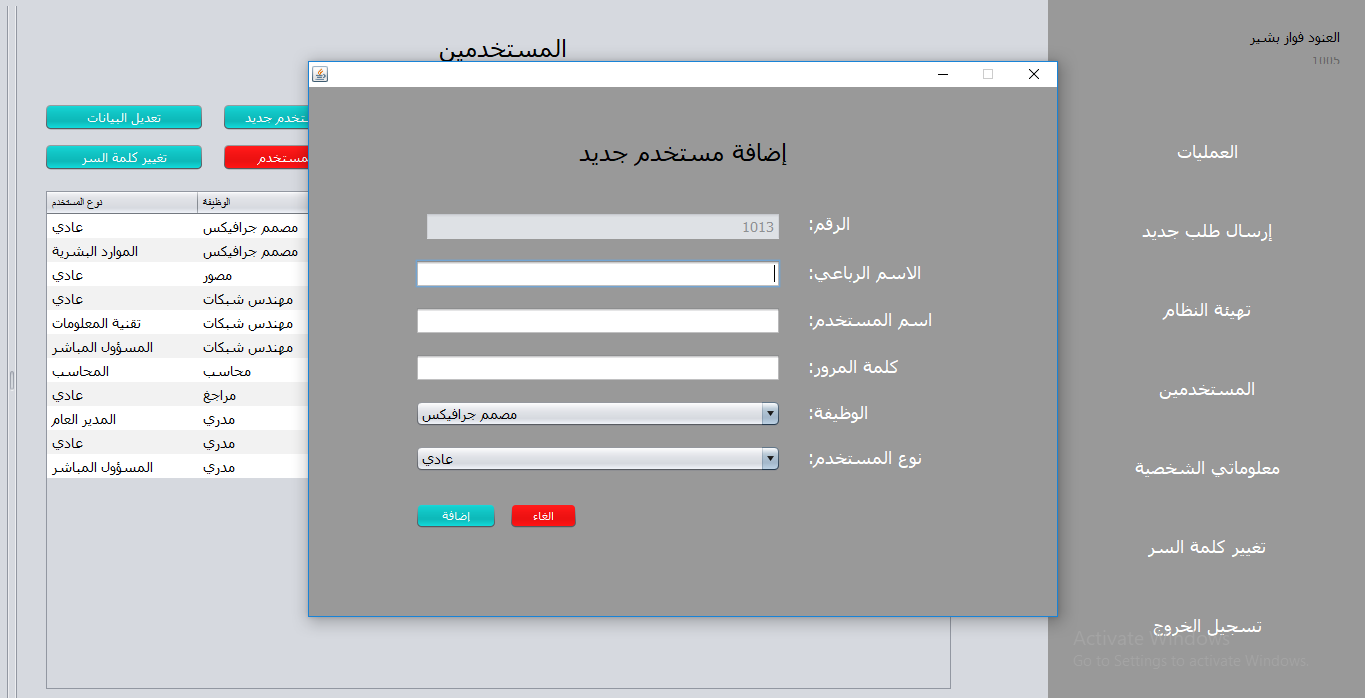 العنود فواز بشير
1005
المستخدمين
تعديل البيانات
جديد
تغيير كلمة السر
العمليات
إرسال طلب جديد
تهيئة النظام
المستخدمين
معلوماتي الشخصية
تغيير كلمة السر
تسجيل الخروج
الوظيفة نوع المستخدم
مصمم جرافيكس عادي
مصمم جرافيكس الموارد البشرية
مصور عادي
مهندس شبكات عادي
مهندس شبكات تقنية المعلومات
مهندس شبكات المسؤول المباشر
محاسب المحاسب
مراجع عادي
مدري المدير العام
مدري عادي
مدري المسؤول المباشر
إضافة مستخدم جديد
الرقم: 1013
الاسم الرباعي:
اسم المستخدم:
كلمة المرور:
الوظيفة: مصمم جرافيكس
نوع المستخدم: عادي
الغاء إضافة
Activate Windows
Go to Settings to activate Windows.